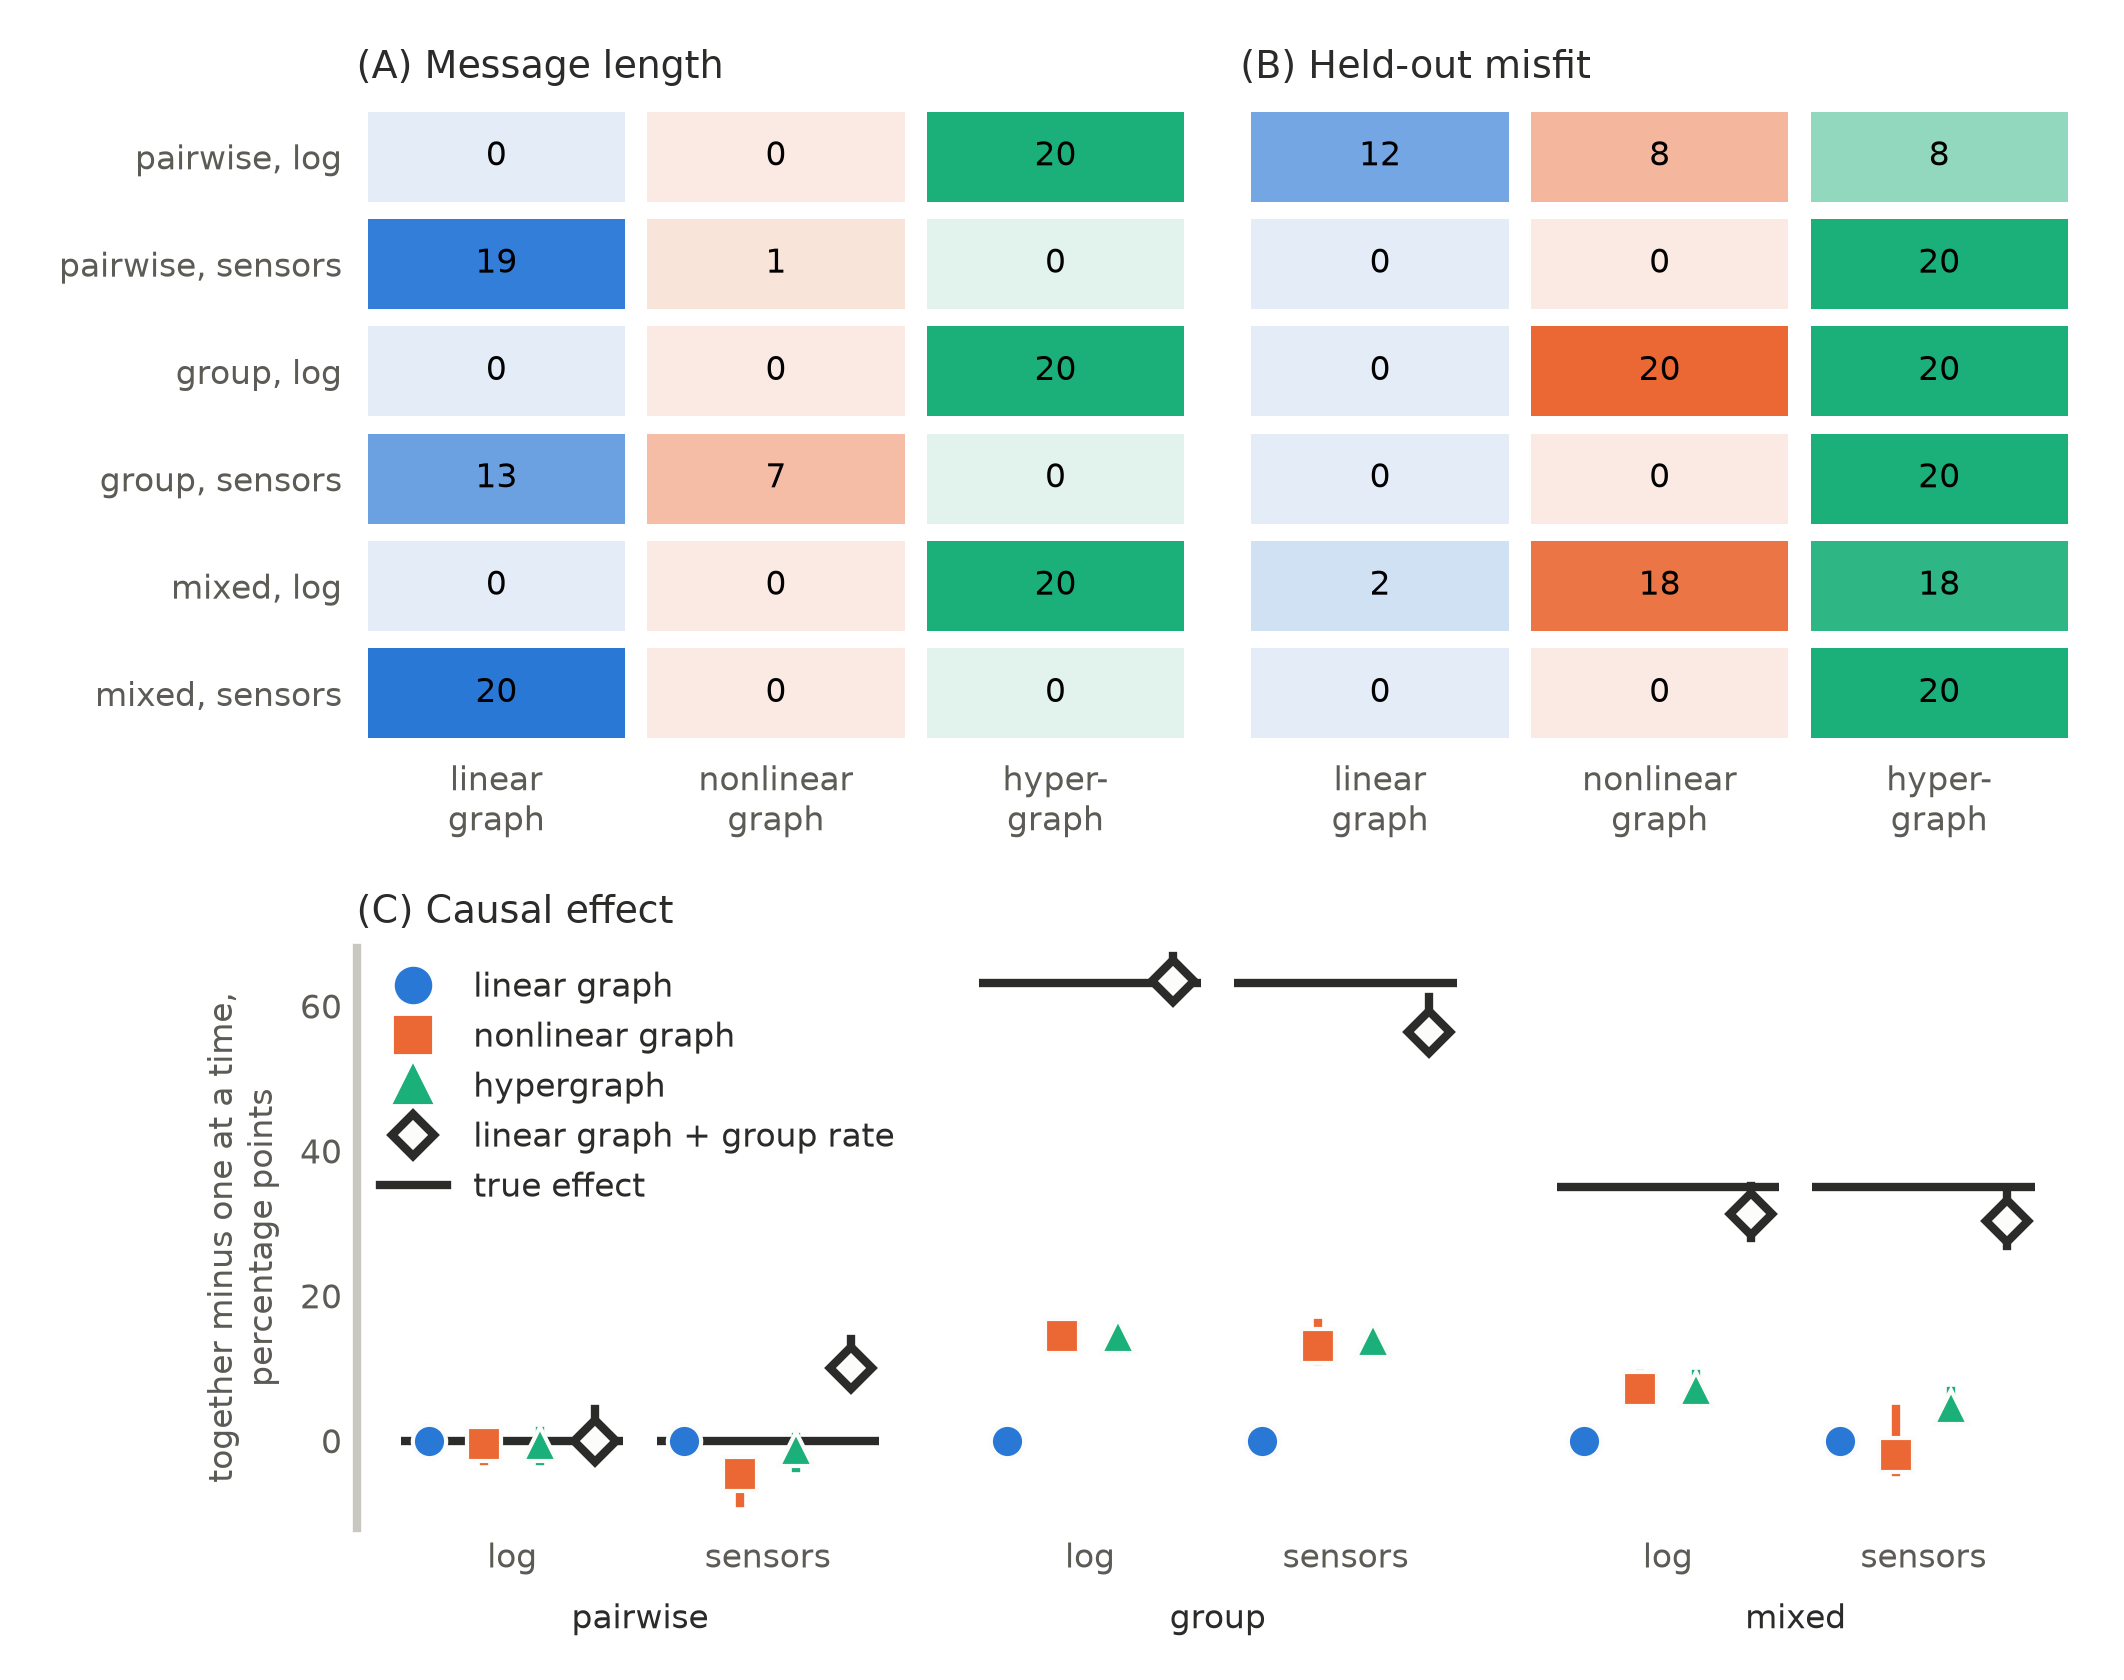 (A) Message length
(B) Held-out misfit
pairwise, log 0 0 20 12 8 8
pairwise, sensors 19 1 0 0 0 20
group, log 0 0 20 0 20 20
group, sensors 13 7 0 0 0 20
mixed, log 0 0 20 2 18 18
mixed, sensors 20 0 0 0 0 20
linear nonlinear hyper- linear nonlinear hyper-
graph graph graph graph graph graph
(C) Causal effect
together minus one at a time,
percentage points
60
40
20
0
linear graph
nonlinear graph
hypergraph
linear graph + group rate
true effect
log sensors log sensors log sensors
pairwise group mixed